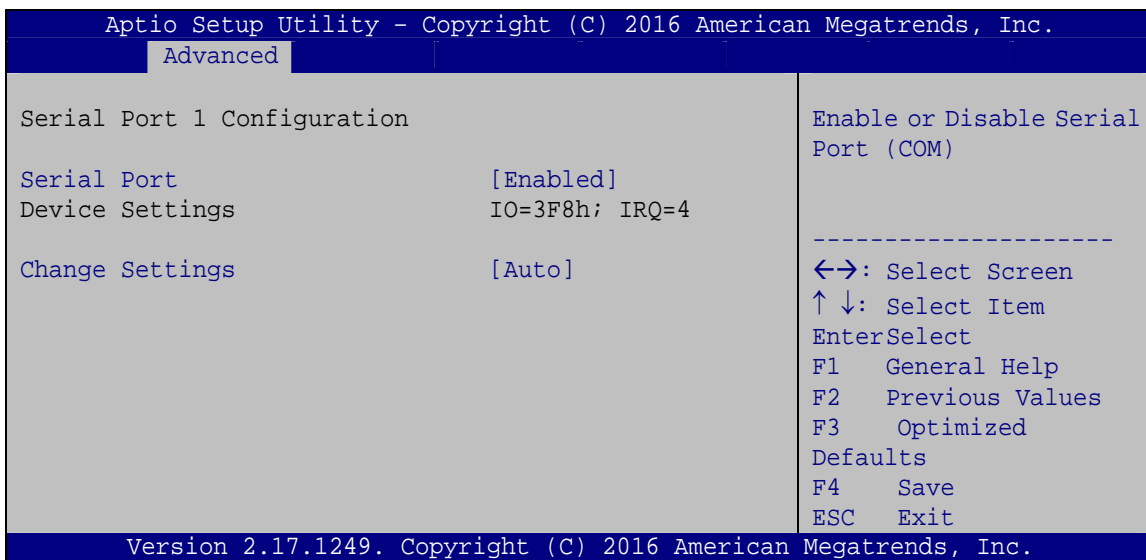 Aptio Setup Utility – Copyright (C) 2016 American Megatrends, Inc.
Advanced
Serial Port 1 Configuration
Serial Port [Enabled]
Device Settings IO=3F8h; IRQ=4
Change Settings [Auto]
Enable or Disable Serial
Port (COM)
---------------------
←→: Select Screen
↑ ↓: Select Item
EnterSelect
F1 General Help
F2 Previous Values
F3 Optimized
Defaults
F4 Save
ESC Exit
Version 2.17.1249. Copyright (C) 2016 American Megatrends, Inc.